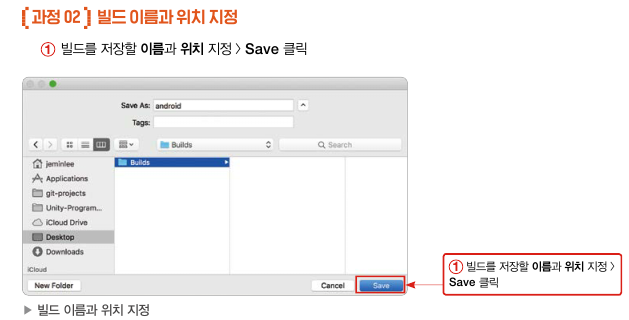 [과정 02] 빌드 이름과 위치 지정
① 빌드를 저장할 이름과 위치 지정 > Save 클릭
Save As: android
Tags:
Builds
Search
jeminlee
Applications
git-projects
Unity-Program...
iCloud Drive
Desktop
Downloads
iCloud
Builds
New Folder
Cancel
Save
① 빌드를 저장할 이름과 위치 지정 >
Save 클릭
▶ 빌드 이름과 위치 지정